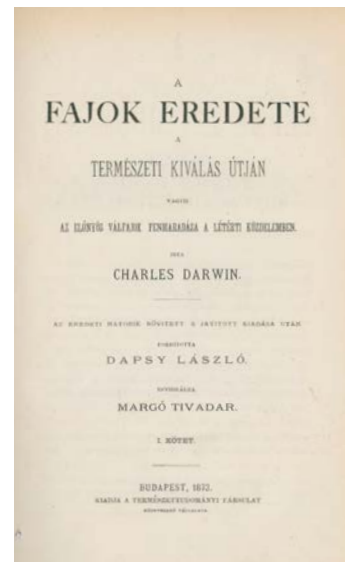 A
FAJOK EREDETE
A
TERMÉSZETI KIVÁLÁS ÚTJÁN
VAGYIS
AZ ELŐNYÖS VÁLFAJOK FENMARADÁSA A LÉTÉRTI KÜZDELEMBEN.
IRTA
CHARLES DARWIN.
AZ EREDETI HATODIK BŐVITETT S JAVITOTT KIADÁSA UTÁN
FORDITOTTA
DAPSY LÁSZLÓ.
MARGÓ TIVADAR.
I. KÖTET.
BUDAPEST, 1873.
KIADJA A TERMÉSZETTUDOMÁNYI TÁRSULAT